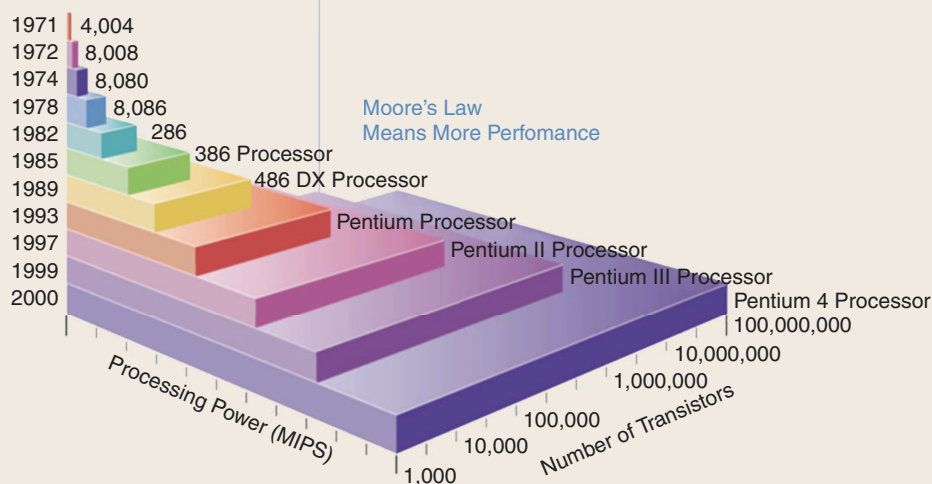 1971 4,004
1972 8,008
1974 8,080
1978 8,086
1982 286
1985 386 Processor
1989 486 DX Processor
1993 Pentium Processor
1997 Pentium II Processor
1999 Pentium III Processor
2000 Pentium 4 Processor
Moore's Law
Means More Perfomance
100,000,000
10,000,000
1,000,000
100,000
10,000
1,000
Processing Power (MIPS)
Number of Transistors